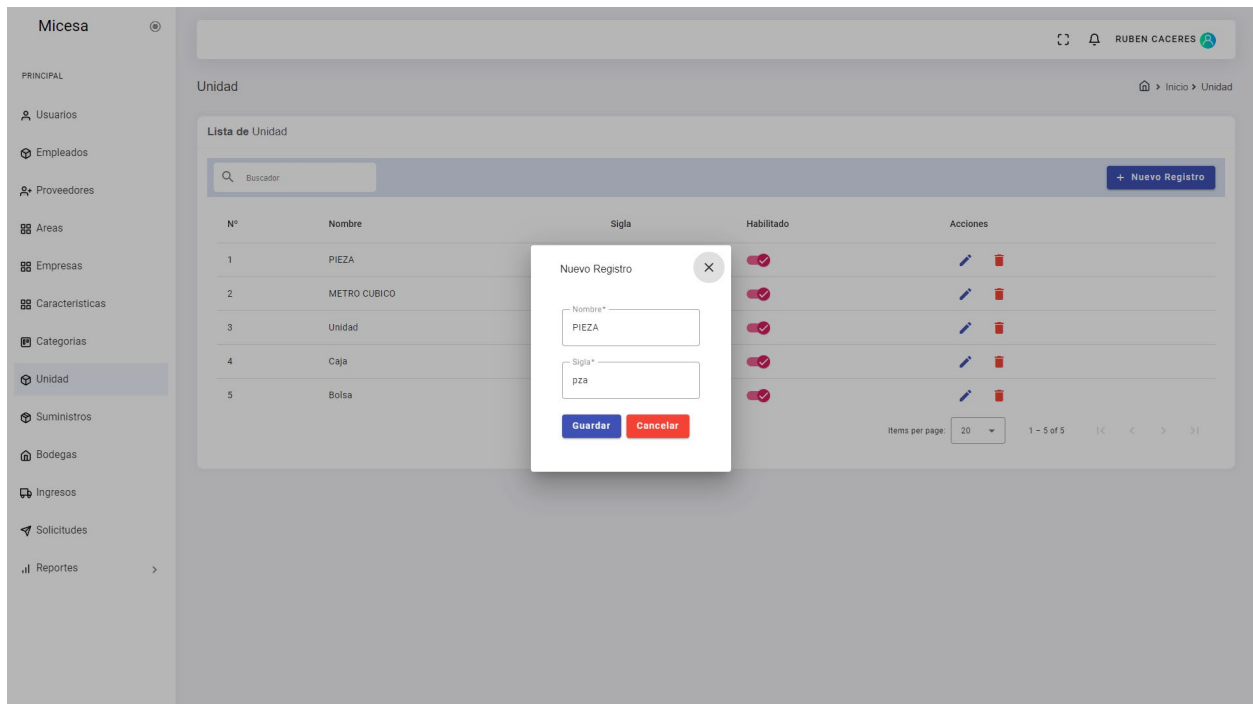 Micesa
RUBEN CACERES
PRINCIPAL
Usuarios
Empleados
Proveedores
Areas
Empresas
Caracteristicas
Categorias
Unidad
Suministros
Bodegas
Ingresos
Solicitudes
Reportes
Unidad
Inicio > Unidad
Lista de Unidad
Buscador
+ Nuevo Registro
Nº Nombre Sigla Habilitado Acciones
1 PIEZA
2 METRO CUBICO
3 Unidad
4 Caja
5 Bolsa
Items per page: 20 1 – 5 of 5
Nuevo Registro
Nombre*
PIEZA
Sigla*
pza
Guardar Cancelar